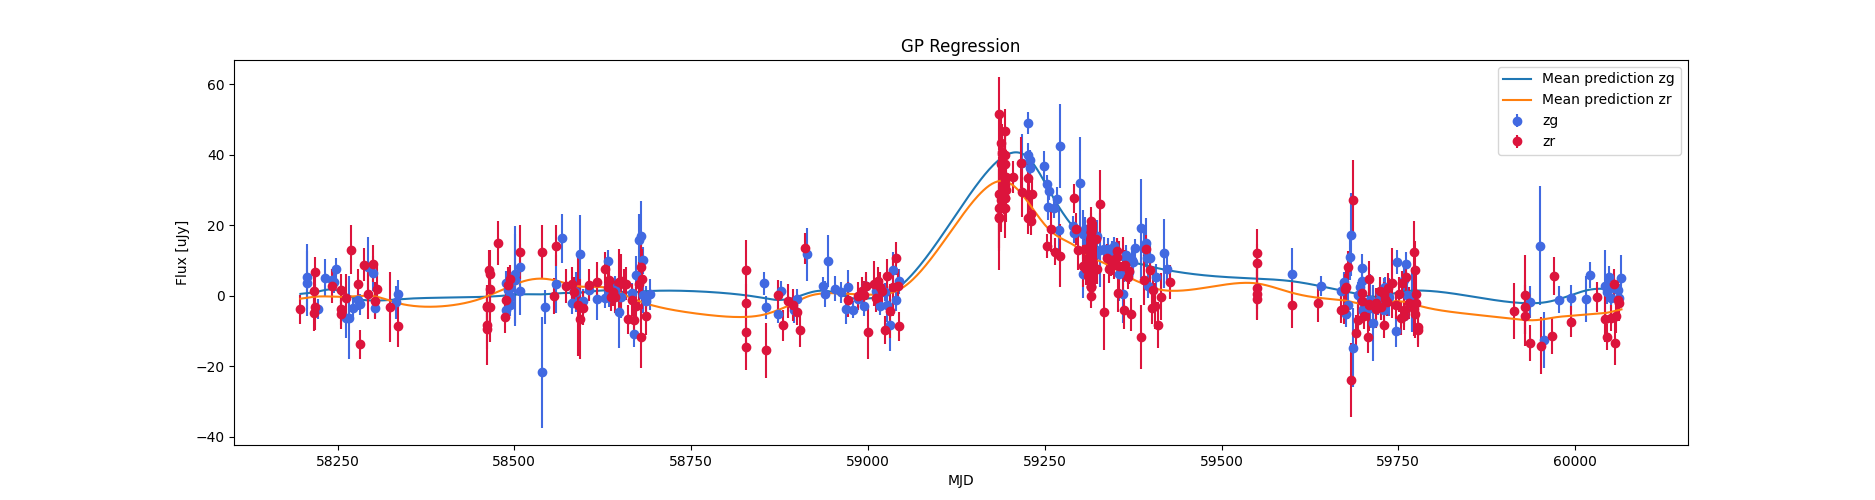 GP Regression
Flux [uJy]
60
40
20
0
−20
−40
58250 58500 58750 59000 59250 59500 59750 60000
MJD
Mean prediction zg
Mean prediction zr
zg
zr